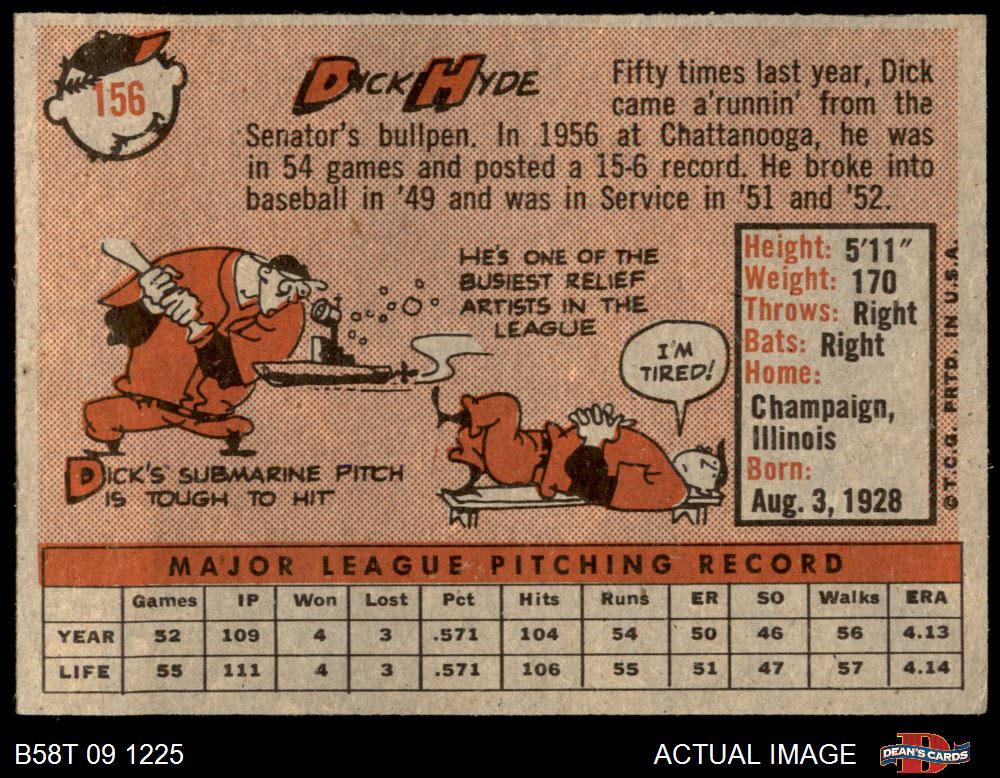 156
DICK HYDE
Fifty times last year, Dick
came a'runnin' from the
Senator's bullpen. In 1956 at Chattanooga, he was
in 54 games and posted a 15-6 record. He broke into
baseball in '49 and was in Service in '51 and '52.
HE'S ONE OF THE
BUSIEST RELIEF
ARTISTS IN THE
LEAGUE
I'M
TIRED!
DICK'S SUBMARINE PITCH
IS TOUGH TO HIT
Height: 5'11"
Weight: 170
Throws: Right
Bats: Right
Home:
Champaign,
Illinois
Born:
Aug. 3, 1928
© T.C.G. PRTD. IN U.S.A.
MAJOR LEAGUE PITCHING RECORD
Games IP Won Lost Pct Hits Runs ER SO Walks ERA
YEAR 52 109 4 3 .571 104 54 50 46 56 4.13
LIFE 55 111 4 3 .571 106 55 51 47 57 4.14
B58T 09 1225
ACTUAL IMAGE
D
DEAN'S CARDS